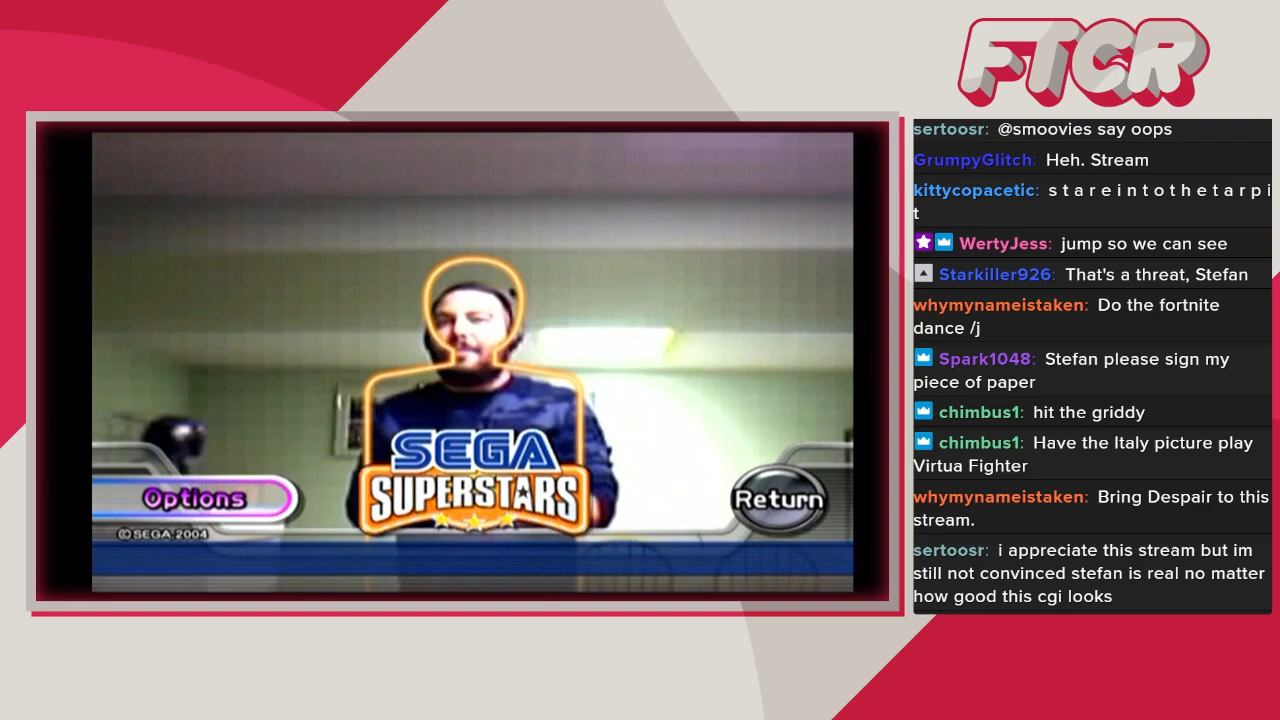 FTCR
sertoosr: @smoovies say oops
GrumpyGlitch: Heh. Stream
kittycopacetic: s t a r e i n t o t h e t a r p i
t
WertyJess: jump so we can see
Starkiller926: That's a threat, Stefan
whymynameistaken: Do the fortnite
dance /j
Spark1048: Stefan please sign my
piece of paper
chimbus1: hit the griddy
chimbus1: Have the Italy picture play
Virtua Fighter
whymynameistaken: Bring Despair to this
stream.
sertoosr: i appreciate this stream but im
still not convinced stefan is real no matter
how good this cgi looks
SEGA
SUPERSTARS
Options
Return
©SEGA 2004